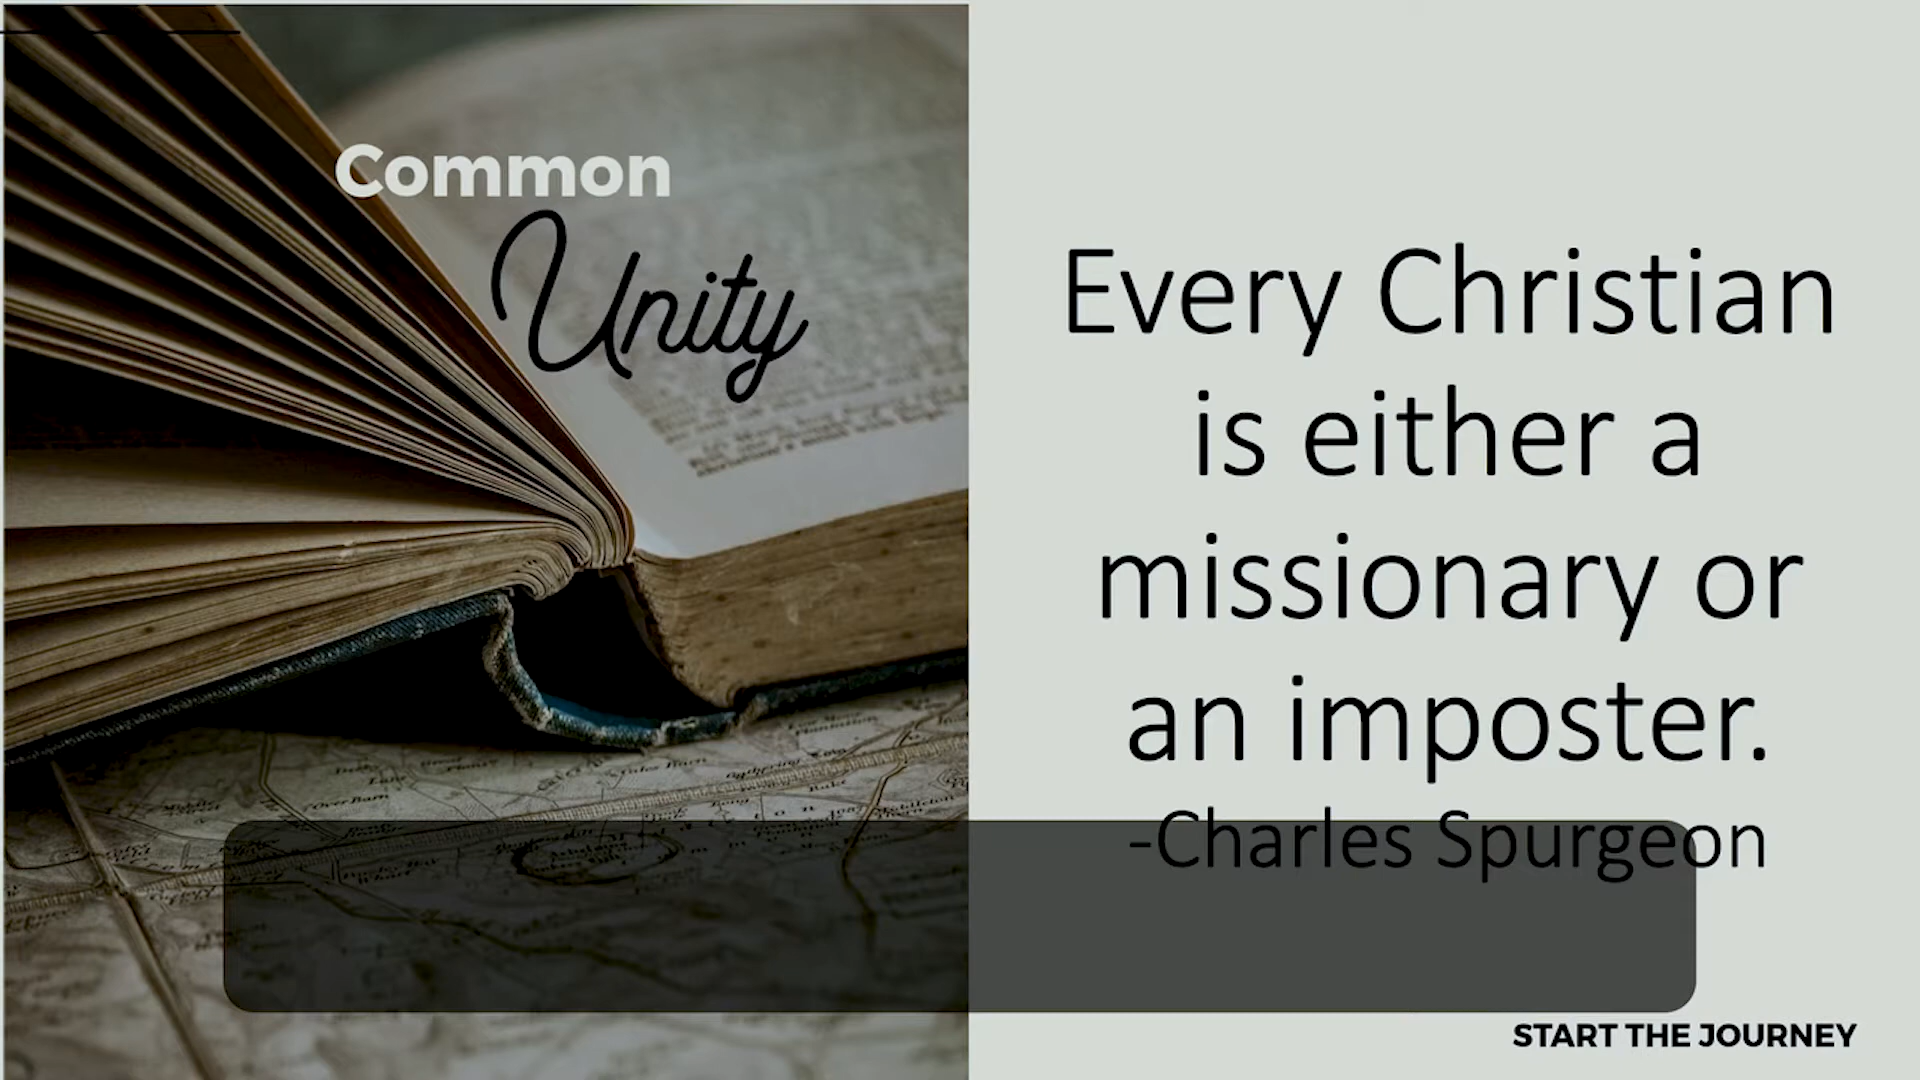 Common
Unity
Every Christian
is either a
missionary or
an imposter.
-Charles Spurgeon
START THE JOURNEY